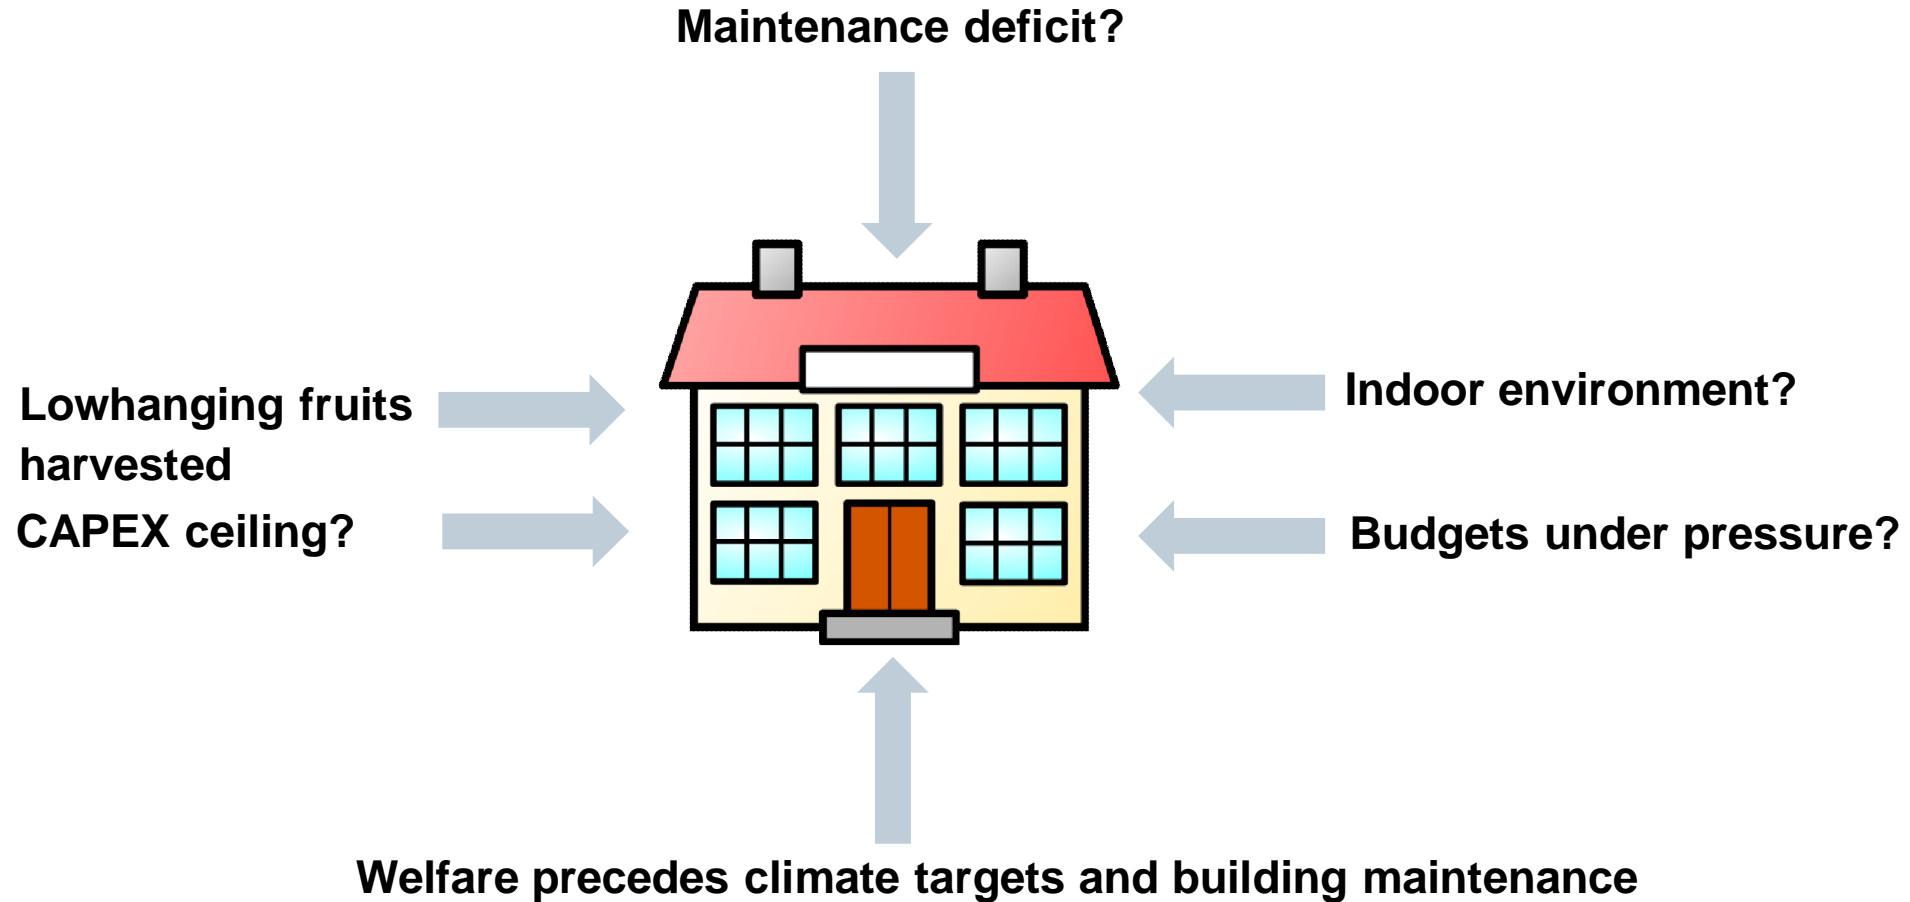 Maintenance deficit?
Lowhanging fruits
harvested
CAPEX ceiling?
Indoor environment?
Budgets under pressure?
Welfare precedes climate targets and building maintenance